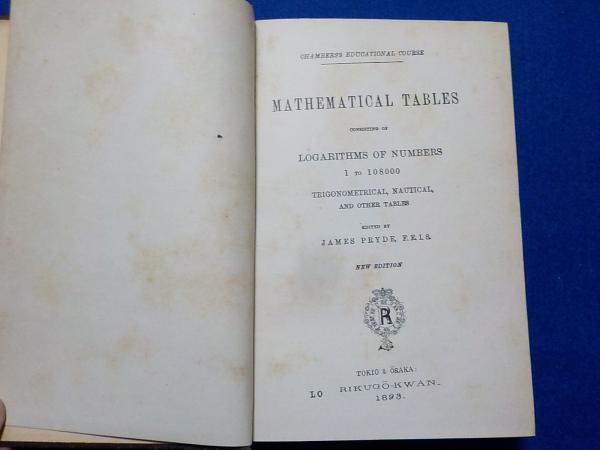 CHAMBERS'S EDUCATIONAL COURSE
MATHEMATICAL TABLES
CONSISTING OF
LOGARITHMS OF NUMBERS
1 TO 108000
TRIGONOMETRICAL, NAUTICAL,
AND OTHER TABLES
EDITED BY
JAMES PRYDE, F.E.I.S.
NEW EDITION
R
TOKIO & ŌSAKA:
LO RIKUGŌ-KWAN.
1893.